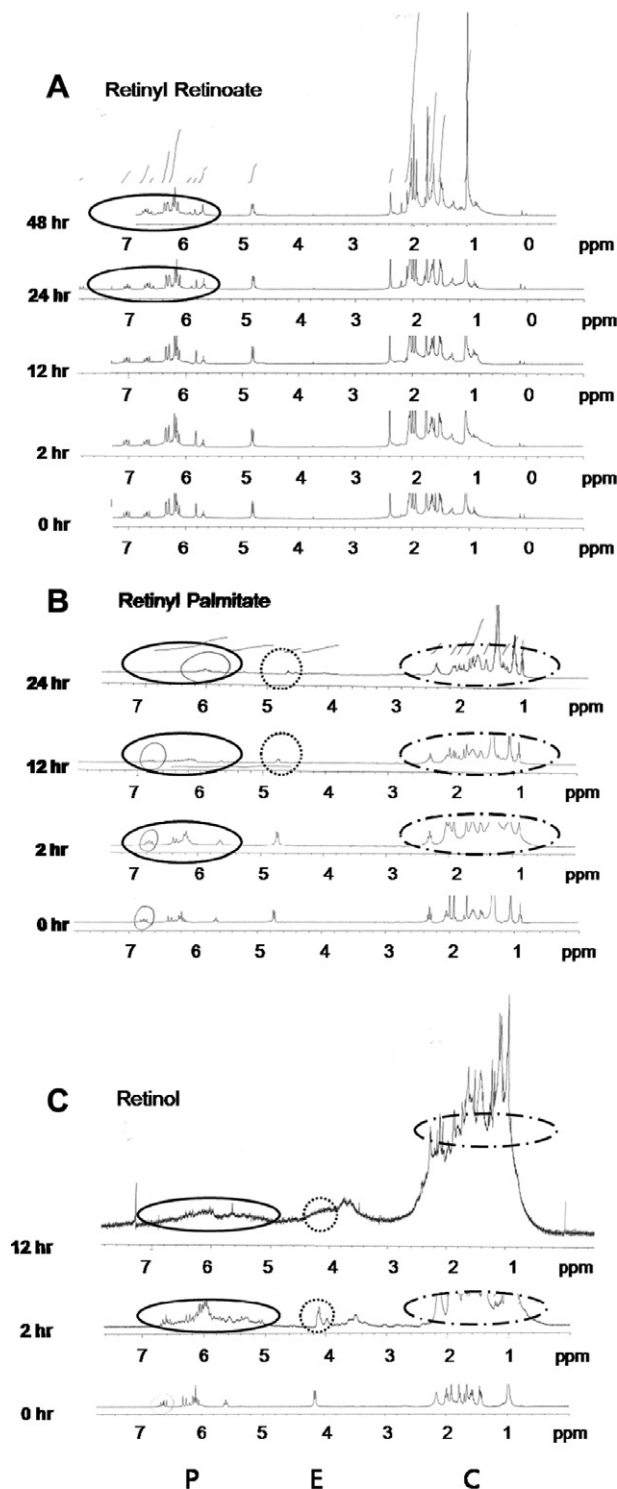 A Retinyl Retinoate
48 hr
7 6 5 4 3 2 1 0 ppm
24 hr
7 6 5 4 3 2 1 0 ppm
12 hr
7 6 5 4 3 2 1 0 ppm
2 hr
7 6 5 4 3 2 1 0 ppm
0 hr
7 6 5 4 3 2 1 0 ppm
B Retinyl Palmitate
24 hr
7 6 5 4 3 2 1 ppm
12 hr
7 6 5 4 3 2 1 ppm
2 hr
7 6 5 4 3 2 1 ppm
0 hr
7 6 5 4 3 2 1 ppm
C Retinol
12 hr
7 6 5 4 3 2 1 ppm
2 hr
7 6 5 4 3 2 1 ppm
0 hr
7 6 5 4 3 2 1 ppm
P E C